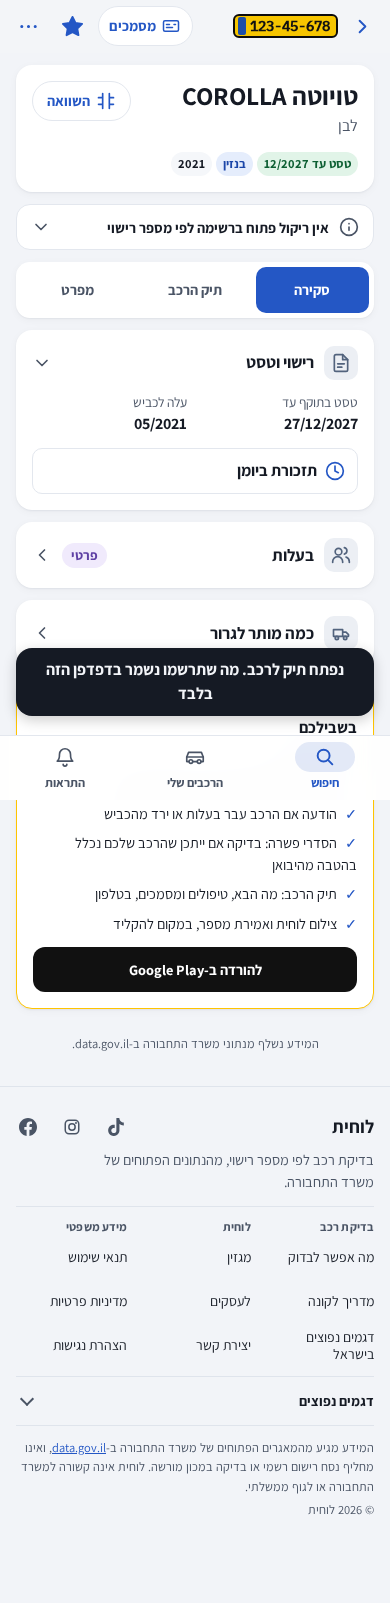 123-45-678
מסמכים
טויוטה COROLLA
השוואה
לבן
טסט עד 12/2027
בנזין
2021
אין ריקול פתוח ברשימה לפי מספר רישוי
סקירה
תיק הרכב
מפרט
רישוי וטסט
טסט בתוקף עד
עלה לכביש
27/12/2027
05/2021
תזכורת ביומן
בעלות
פרטי
כמה מותר לגרור
נפתח תיק לרכב. מה שתרשמו נשמר בדפדפן הזה
בלבד
בשבילכם
חיפוש
הרכבים שלי
התראות
✓ הודעה אם הרכב עבר בעלות או ירד מהכביש
✓ הסדרי פשרה: בדיקה אם ייתכן שהרכב שלכם נכלל
בהטבה מהיבואן
✓ תיק הרכב: מה הבא, טיפולים ומסמכים, בטלפון
✓ צילום לוחית ואמירת מספר, במקום להקליד
להורדה ב-Google Play
המידע נשלף מנתוני משרד התחבורה ב-data.gov.il.
לוחית
בדיקת רכב לפי מספר רישוי, מהנתונים הפתוחים של
משרד התחבורה.
בדיקת רכב
לוחית
מידע משפטי
מה אפשר לבדוק
מגזין
תנאי שימוש
מדריך לקונה
לעסקים
מדיניות פרטיות
דגמים נפוצים
בישראל
יצירת קשר
הצהרת נגישות
דגמים נפוצים
המידע מגיע מהמאגרים הפתוחים של משרד התחבורה ב-data.gov.il, ואינו
מחליף נסח רישום רשמי או בדיקה במכון מורשה. לוחית אינה קשורה למשרד
התחבורה או לגוף ממשלתי.
© 2026 לוחית